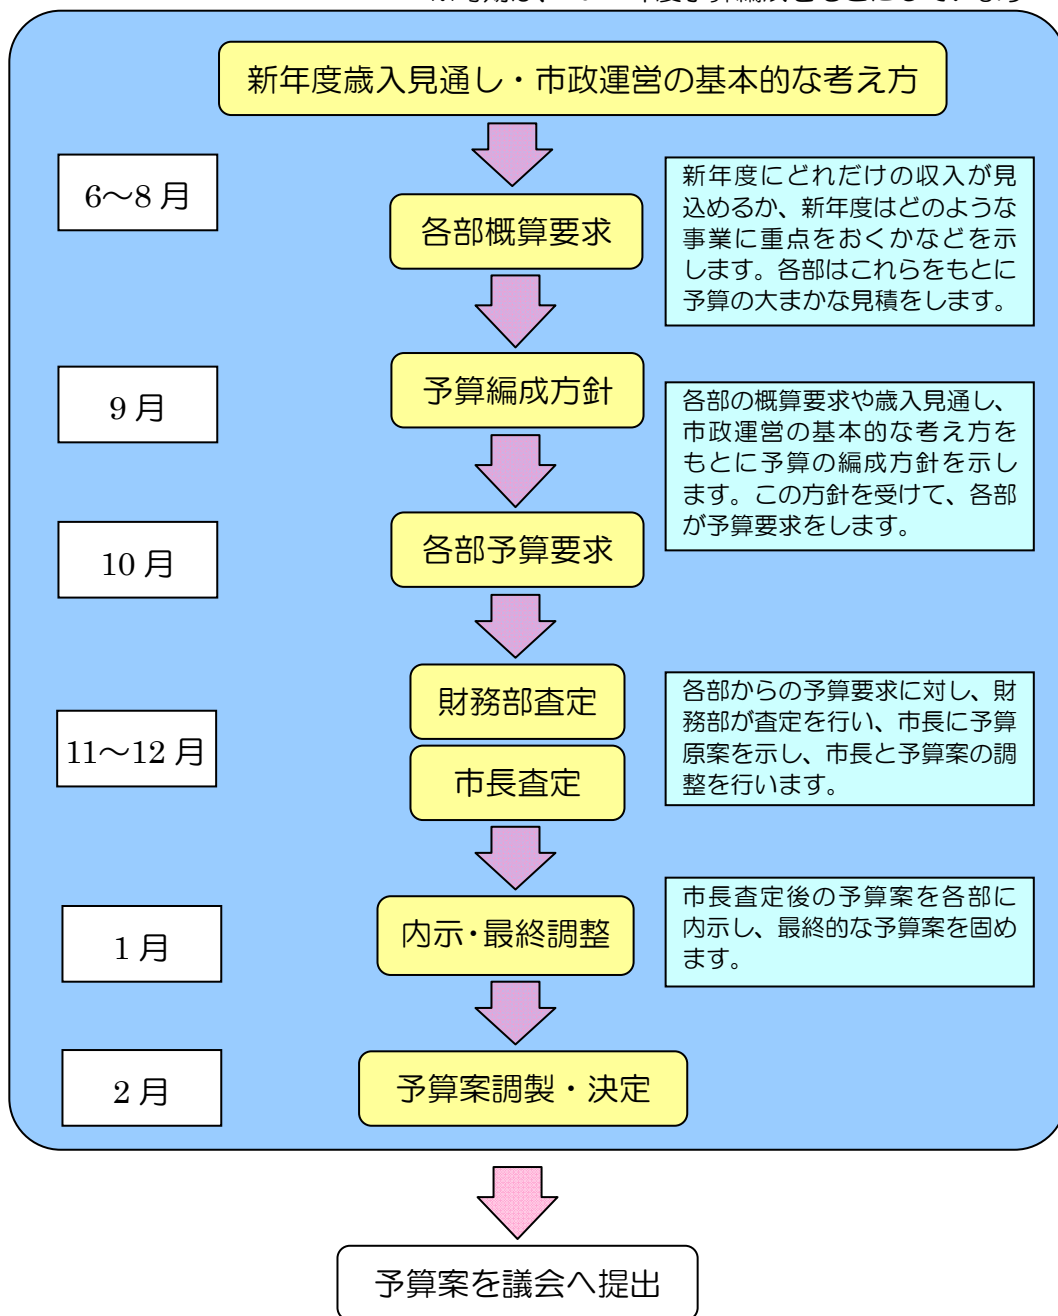 新年度歳入見通し・市政運営の基本的な考え方
6～8 月
各部概算要求
新年度にどれだけの収入が見
込めるか、新年度はどのような
事業に重点をおくかなどを示
します。各部はこれらをもとに
予算の大まかな見積をします。
9 月
予算編成方針
各部の概算要求や歳入見通し、
市政運営の基本的な考え方を
もとに予算の編成方針を示し
ます。この方針を受けて、各部
が予算要求をします。
10 月
各部予算要求
11～12 月
財務部査定
市長査定
各部からの予算要求に対し、財
務部が査定を行い、市長に予算
原案を示し、市長と予算案の調
整を行います。
1 月
内示・最終調整
市長査定後の予算案を各部に
内示し、最終的な予算案を固め
ます。
2 月
予算案調製・決定
予算案を議会へ提出